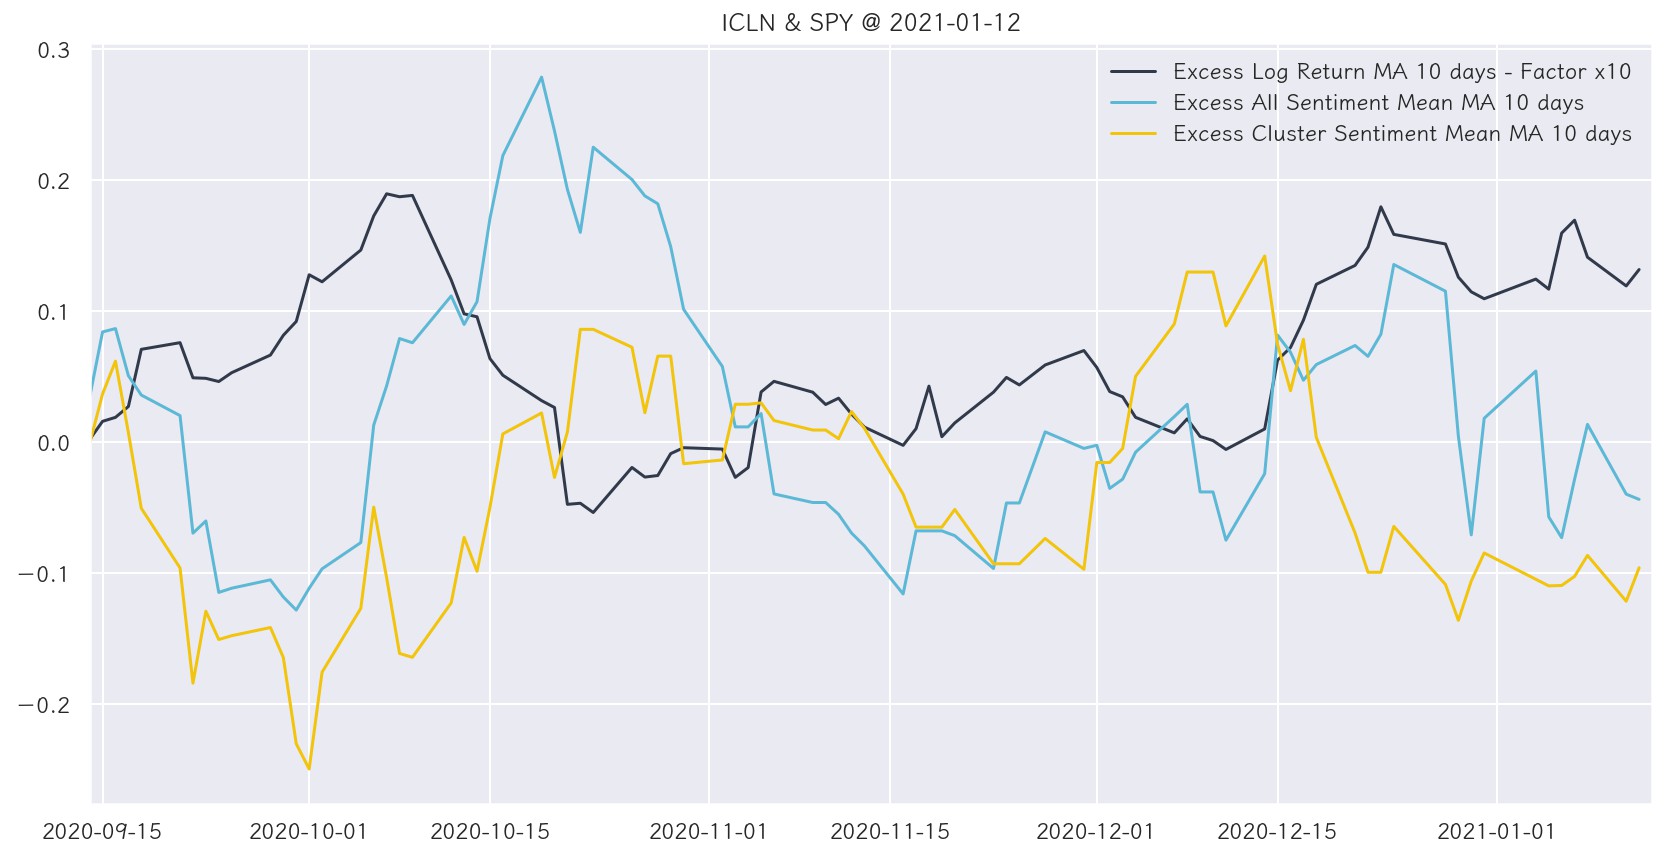 ICLN & SPY @ 2021-01-12
Excess Log Return MA 10 days - Factor x10
Excess All Sentiment Mean MA 10 days
Excess Cluster Sentiment Mean MA 10 days
0.3
0.2
0.1
0.0
−0.1
−0.2
2020-09-15 2020-10-01 2020-10-15 2020-11-01 2020-11-15 2020-12-01 2020-12-15 2021-01-01